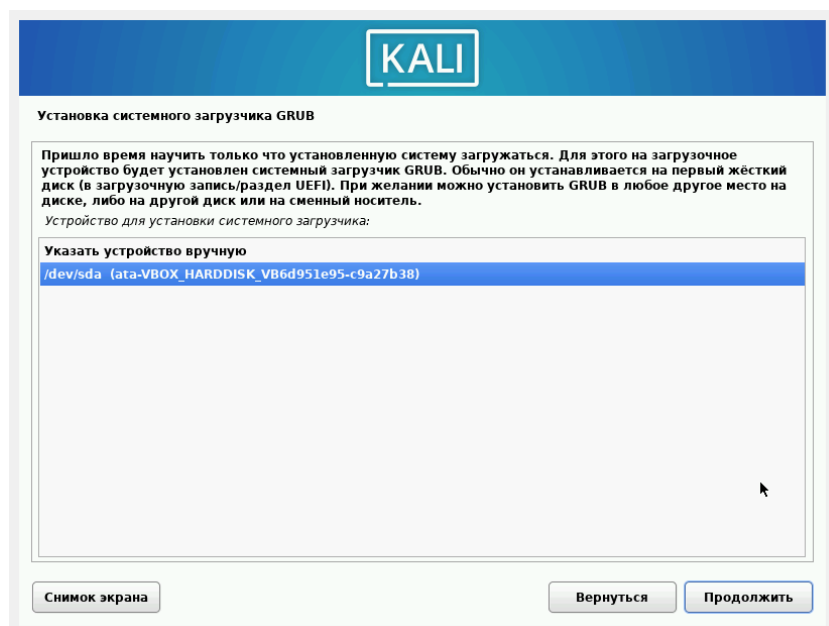 KALI
Установка системного загрузчика GRUB
Пришло время научить только что установленную систему загружаться. Для этого на загрузочное
устройство будет установлен системный загрузчик GRUB. Обычно он устанавливается на первый жёсткий
диск (в загрузочную запись/раздел UEFI). При желании можно установить GRUB в любое другое место на
диске, либо на другой диск или на сменный носитель.
Устройство для установки системного загрузчика:
Указать устройство вручную
/dev/sda (ata-VBOX_HARDDISK_VB6d951e95-c9a27b38)
Снимок экрана
Вернуться
Продолжить